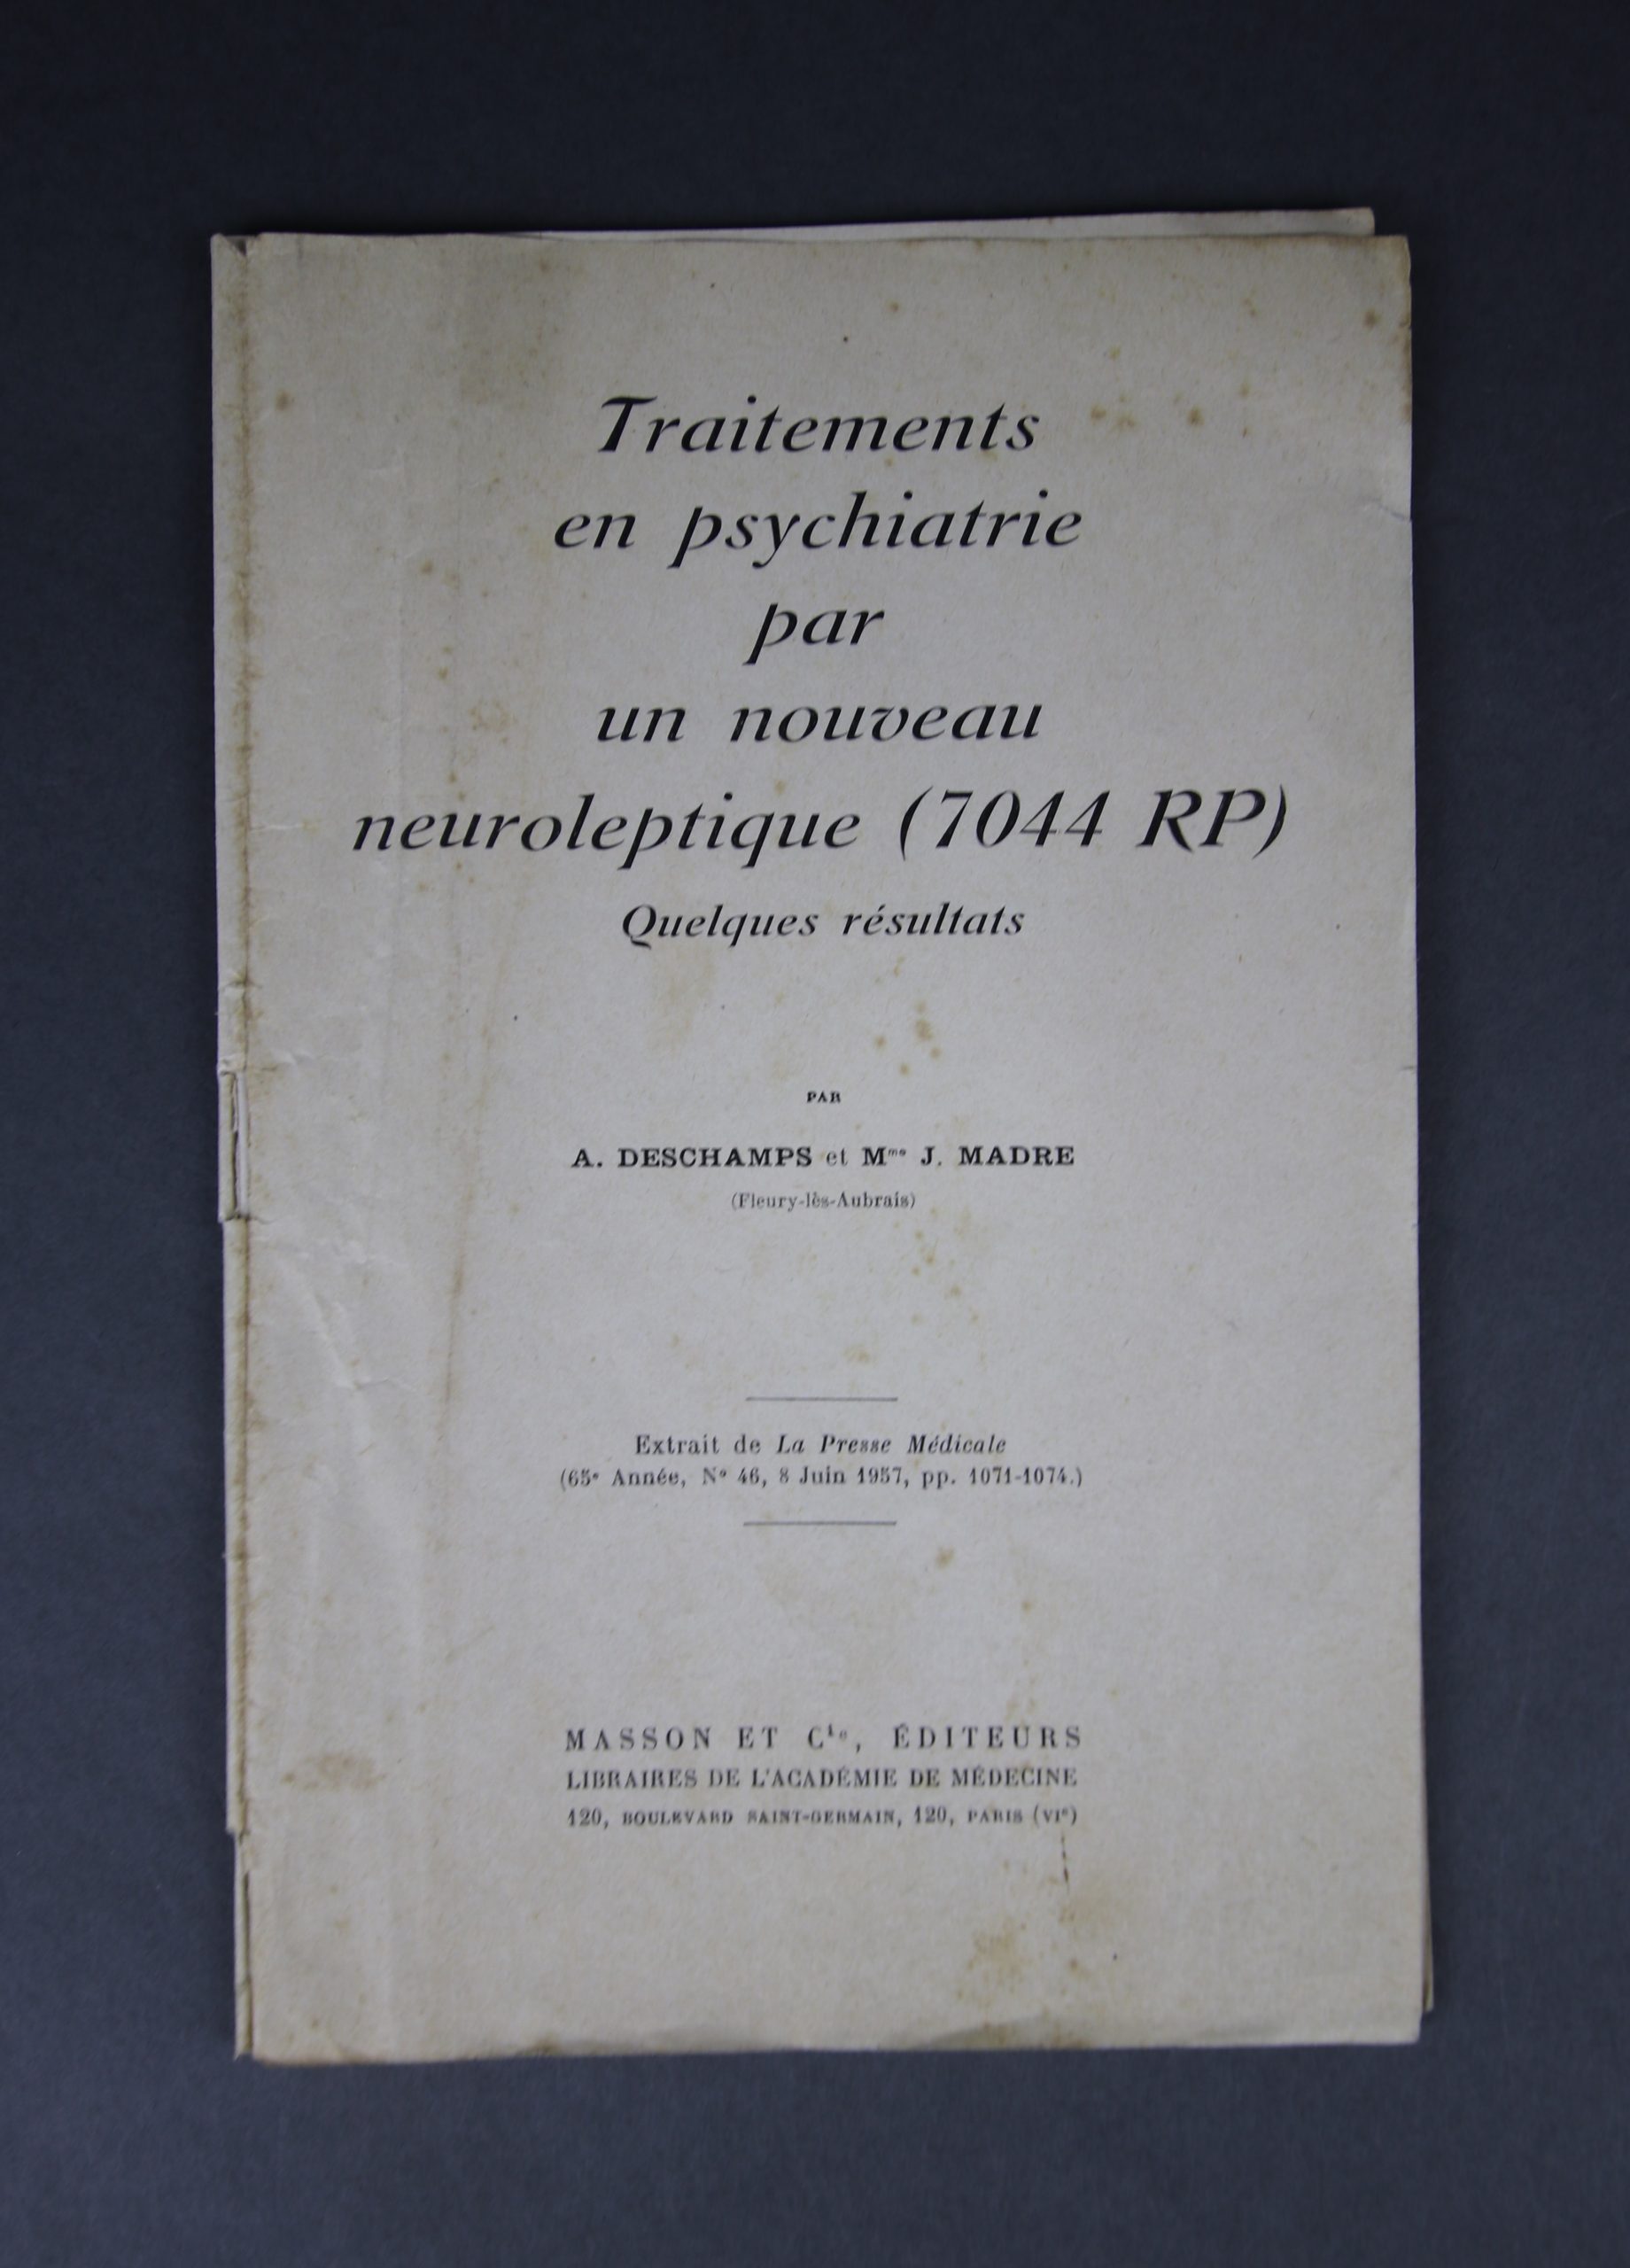 Traitements
en psychiatrie
par
un nouveau
neuroleptique (7044 RP)
Quelques résultats
PAR
A. DESCHAMPS et Mme J. MADRE
(Fleury-lès-Aubrais)
Extrait de La Presse Médicale
(65e Année, No 46, 8 Juin 1957, pp. 1071-1074.)
MASSON ET Cie, ÉDITEURS
LIBRAIRES DE L'ACADÉMIE DE MÉDECINE
120, BOULEVARD SAINT-GERMAIN, 120, PARIS (VIe)